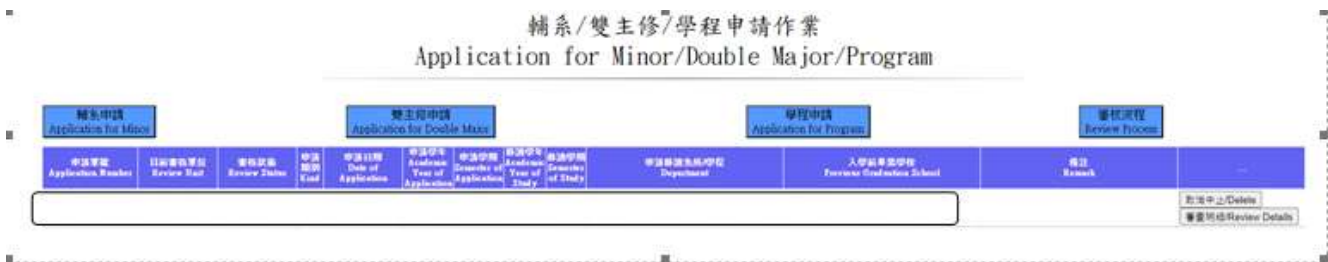 輔系/雙主修/學程申請作業
Application for Minor/Double Major/Program
輔系申請
Application for Minor
雙主修申請
Application for Double Major
學程申請
Application for Program
審核流程
Review Process
申請單號
Application Number
目前審核單位
Review Unit
審核狀態
Review Status
申請
類別
Kind
申請日期
Date of
Application
申請學年
Academic
Year of
Application
申請學期
Semester of
Application
修讀學年
Academic
Year of
Study
修讀學期
Semester
of Study
申請修讀系所/學程
Department
入學前畢業學校
Previous Graduation School
備註
Remark
...
取消申請/Delete
審查明細/Review Details